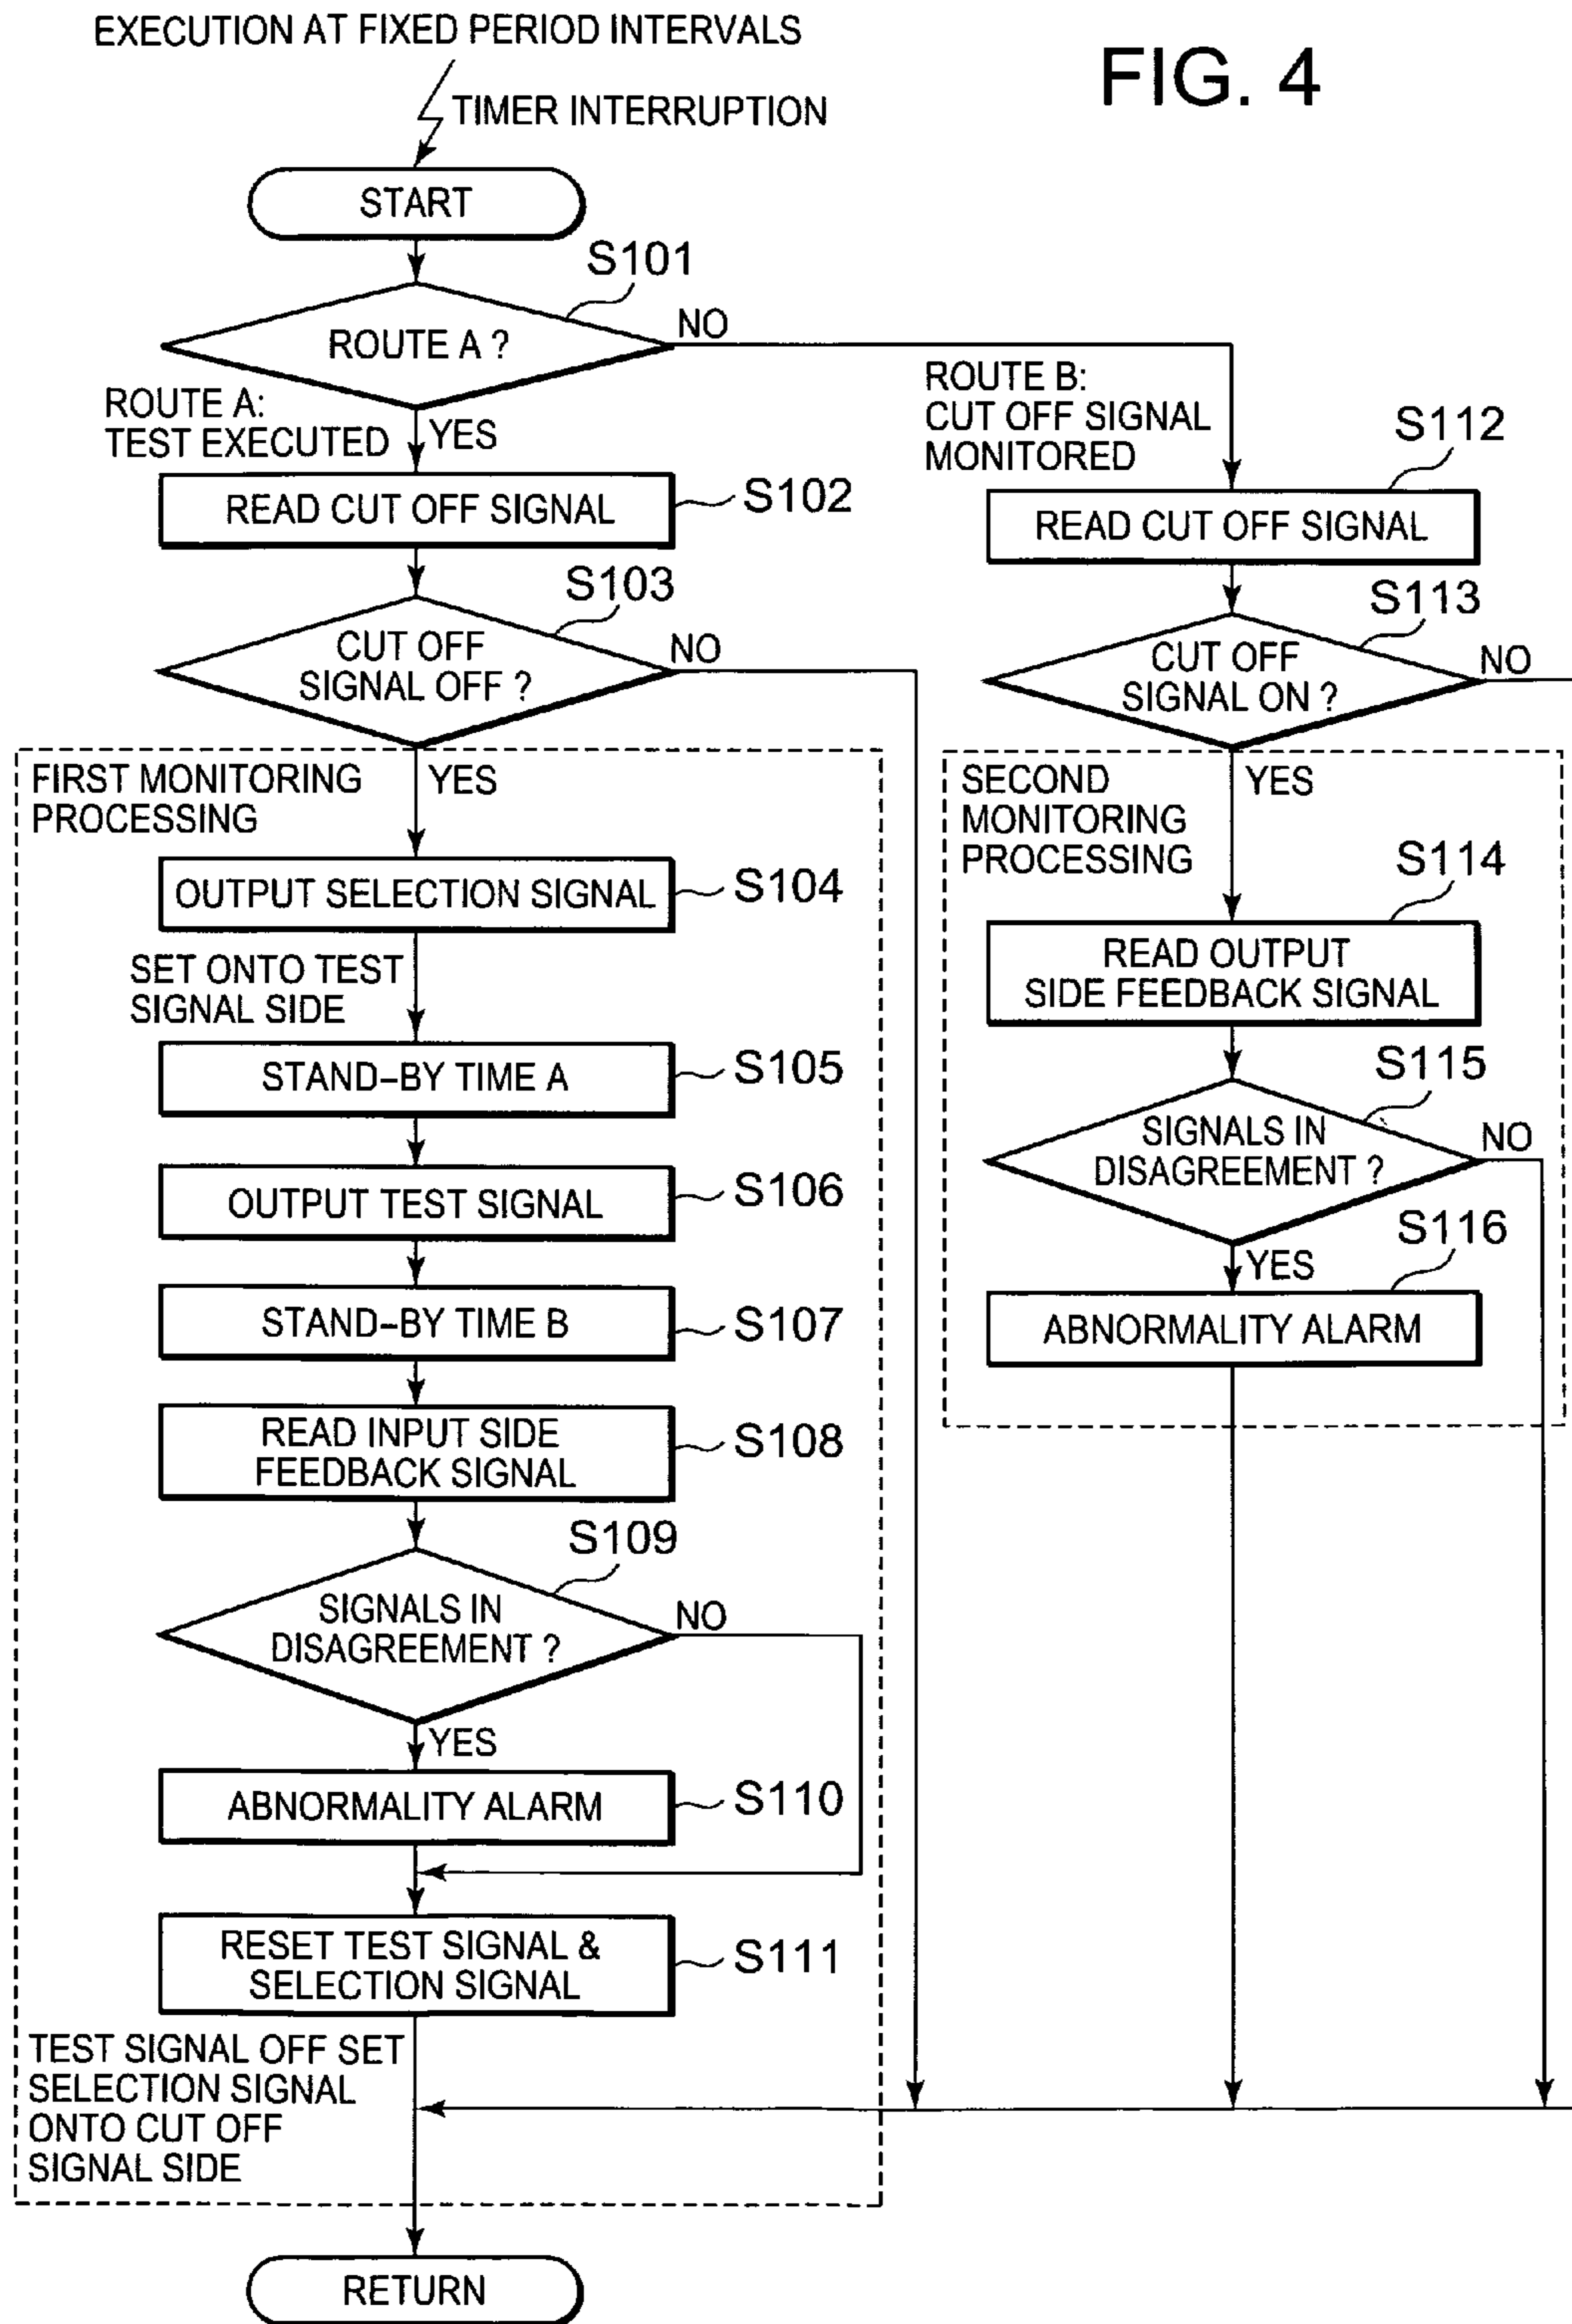 EXECUTION AT FIXED PERIOD INTERVALS
FIG. 4
TIMER INTERRUPTION
START
S101
ROUTE A ?
NO
ROUTE A:
TEST EXECUTED
YES
READ CUT OFF SIGNAL
S102
S103
CUT OFF
SIGNAL OFF ?
NO
FIRST MONITORING
PROCESSING
YES
OUTPUT SELECTION SIGNAL
S104
SET ONTO TEST
SIGNAL SIDE
STAND-BY TIME A
S105
OUTPUT TEST SIGNAL
S106
STAND-BY TIME B
S107
READ INPUT SIDE
FEEDBACK SIGNAL
S108
S109
SIGNALS IN
DISAGREEMENT ?
NO
YES
ABNORMALITY ALARM
S110
RESET TEST SIGNAL &
SELECTION SIGNAL
S111
TEST SIGNAL OFF SET
SELECTION SIGNAL
ONTO CUT OFF
SIGNAL SIDE
RETURN
ROUTE B:
CUT OFF SIGNAL
MONITORED
S112
READ CUT OFF SIGNAL
S113
CUT OFF
SIGNAL ON ?
NO
YES
SECOND
MONITORING
PROCESSING
S114
READ OUTPUT
SIDE FEEDBACK SIGNAL
S115
SIGNALS IN
DISAGREEMENT ?
NO
S116
YES
ABNORMALITY ALARM